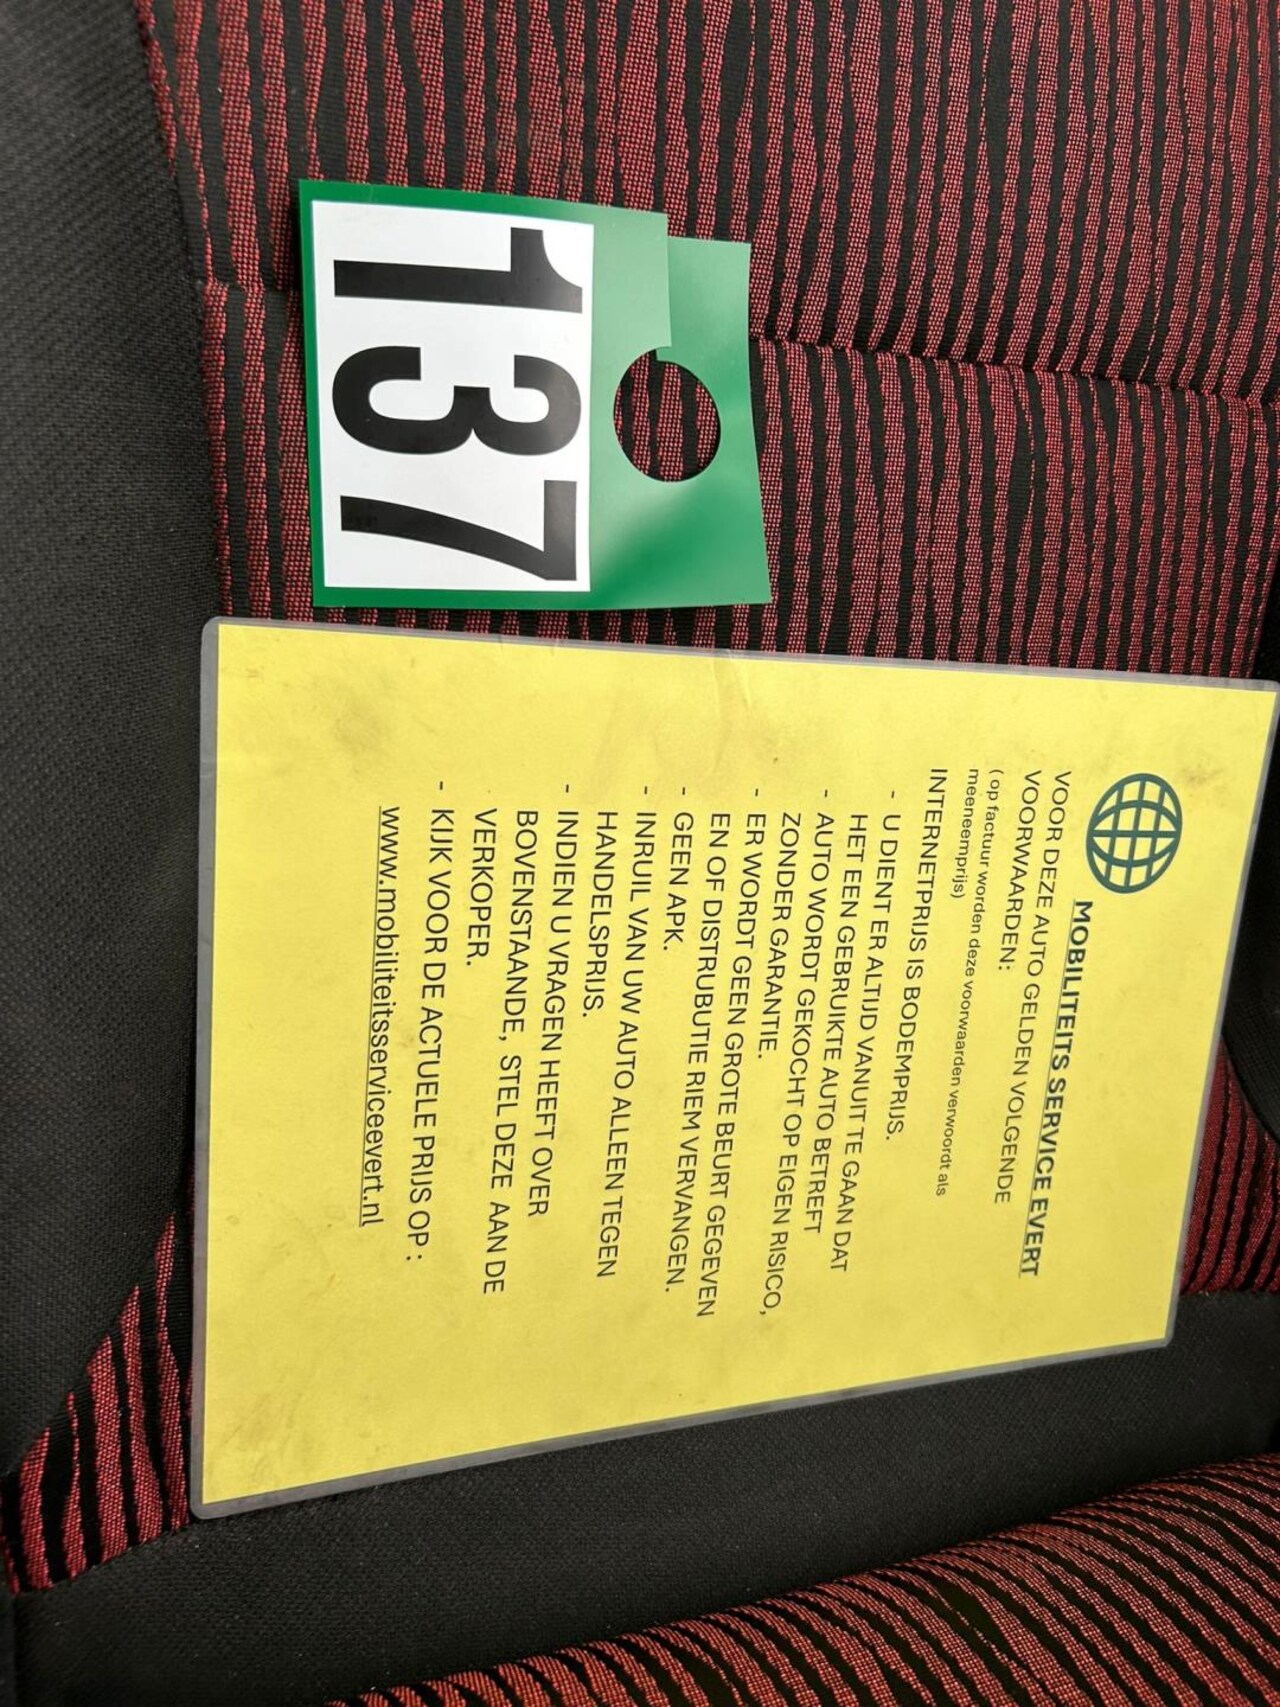 137
MOBILITEITS SERVICE EVERT
VOOR DEZE AUTO GELDEN VOLGENDE
VOORWAARDEN:
( op factuur worden deze voorwaarden verwoordt als
meeneemprijs)
INTERNETPRIJS IS BODEMPRIJS.
- U DIENT ER ALTIJD VANUIT TE GAAN DAT
HET EEN GEBRUIKTE AUTO BETREFT
- AUTO WORDT GEKOCHT OP EIGEN RISICO,
ZONDER GARANTIE.
- ER WORDT GEEN GROTE BEURT GEGEVEN
EN OF DISTRUBUTIE RIEM VERVANGEN.
- GEEN APK.
- INRUIL VAN UW AUTO ALLEEN TEGEN
HANDELSPRIJS.
- INDIEN U VRAGEN HEEFT OVER
BOVENSTAANDE, STEL DEZE AAN DE
VERKOPER.
- KIJK VOOR DE ACTUELE PRIJS OP :
www.mobiliteitsserviceevert.nl